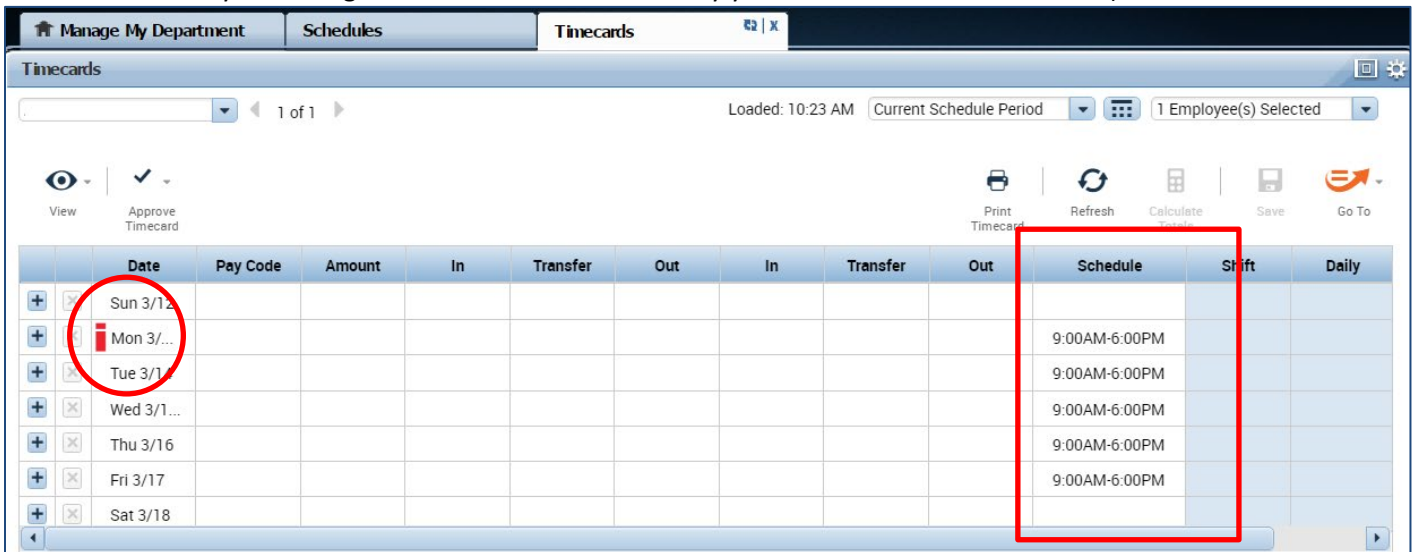 Manage My Department Schedules Timecards X
Timecards
1 of 1 Loaded: 10:23 AM Current Schedule Period 1 Employee(s) Selected
View Approve Timecard Print Timecard Refresh Calculate Totals Save Go To
Date Pay Code Amount In Transfer Out In Transfer Out Schedule Shift Daily
Sun 3/12
Mon 3/... 9:00AM-6:00PM
Tue 3/14 9:00AM-6:00PM
Wed 3/1... 9:00AM-6:00PM
Thu 3/16 9:00AM-6:00PM
Fri 3/17 9:00AM-6:00PM
Sat 3/18